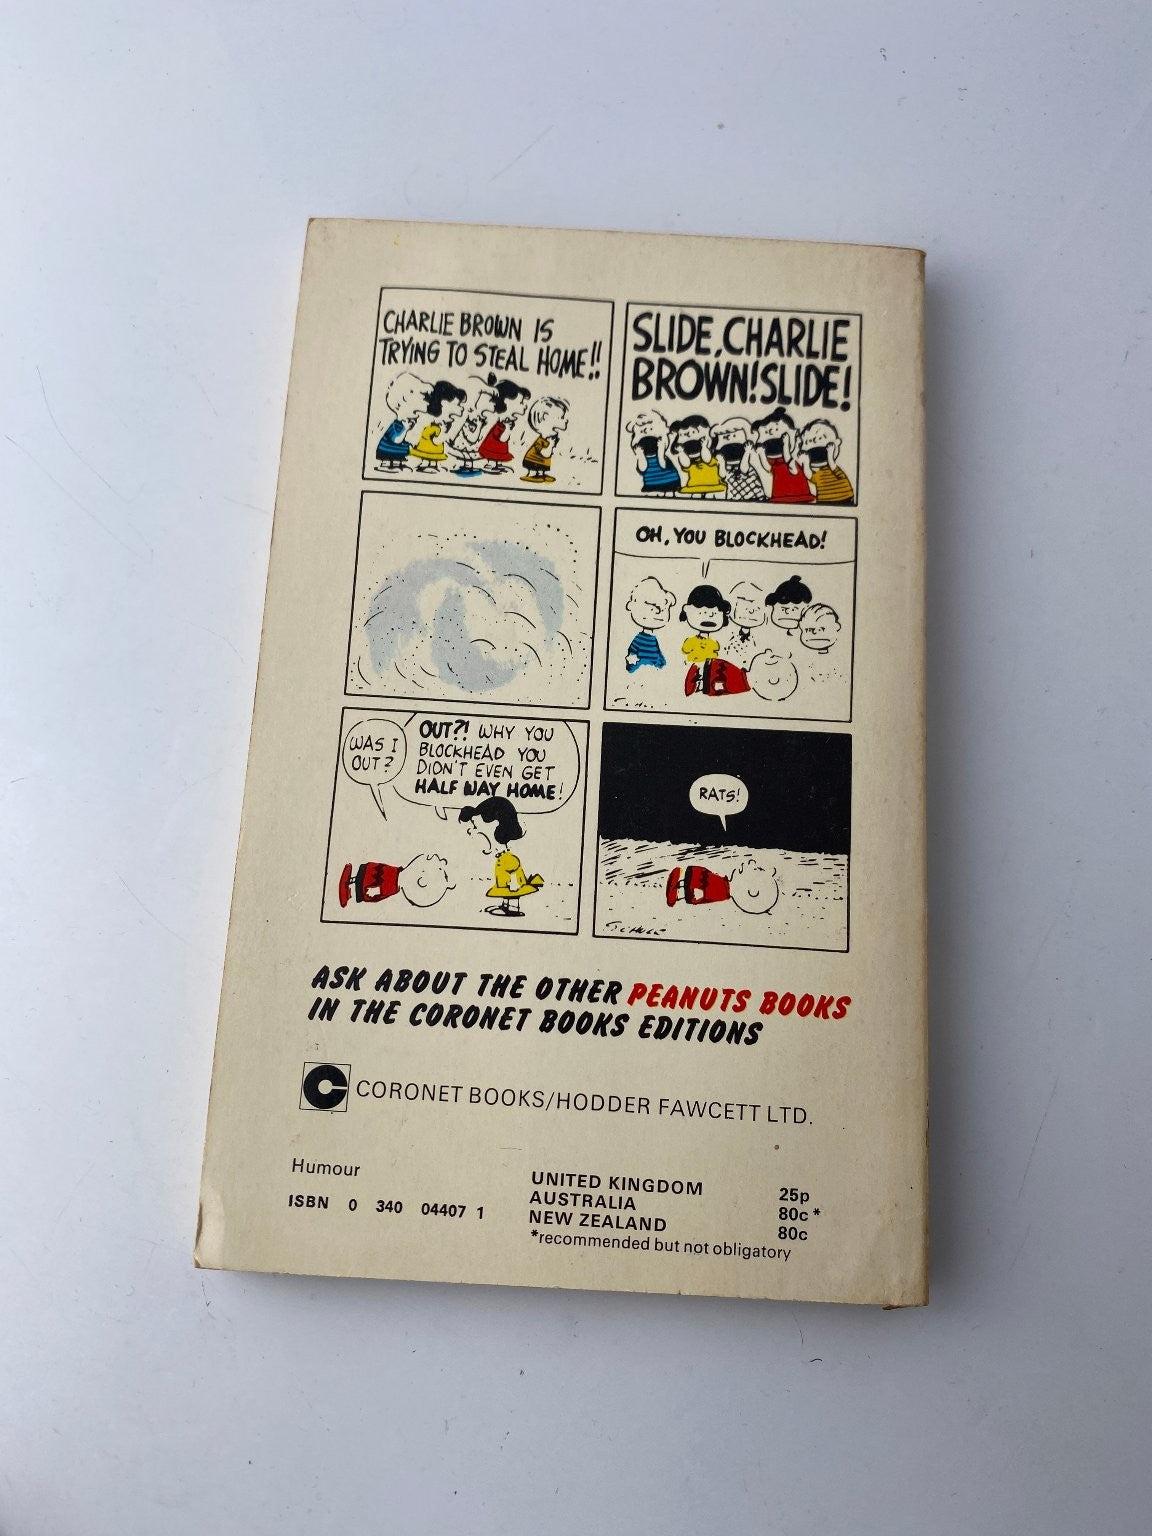 CHARLIE BROWN IS
TRYING TO STEAL HOME!!
SLIDE, CHARLIE
BROWN! SLIDE!
OH, YOU BLOCKHEAD!
WAS I
OUT?
OUT?! WHY YOU
BLOCKHEAD YOU
DIDN'T EVEN GET
HALF WAY HOME!
RATS!
SCHULZ
ASK ABOUT THE OTHER PEANUTS BOOKS
IN THE CORONET BOOKS EDITIONS
CORONET BOOKS/HODDER FAWCETT LTD.
Humour
ISBN 0 340 04407 1
UNITED KINGDOM 25p
AUSTRALIA 80c*
NEW ZEALAND 80c
*recommended but not obligatory